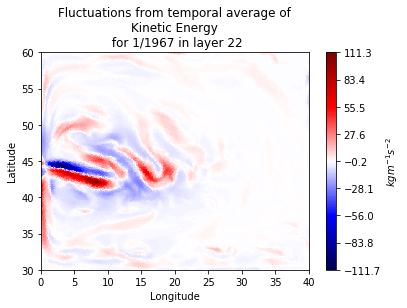 Fluctuations from temporal average of
Kinetic Energy
for 1/1967 in layer 22
60
55
50
45
40
35
30
Latitude
0 5 10 15 20 25 30 35 40
Longitude
111.3
83.4
55.5
27.6
−0.2
−28.1
−56.0
−83.8
−111.7
kgm⁻¹s⁻²